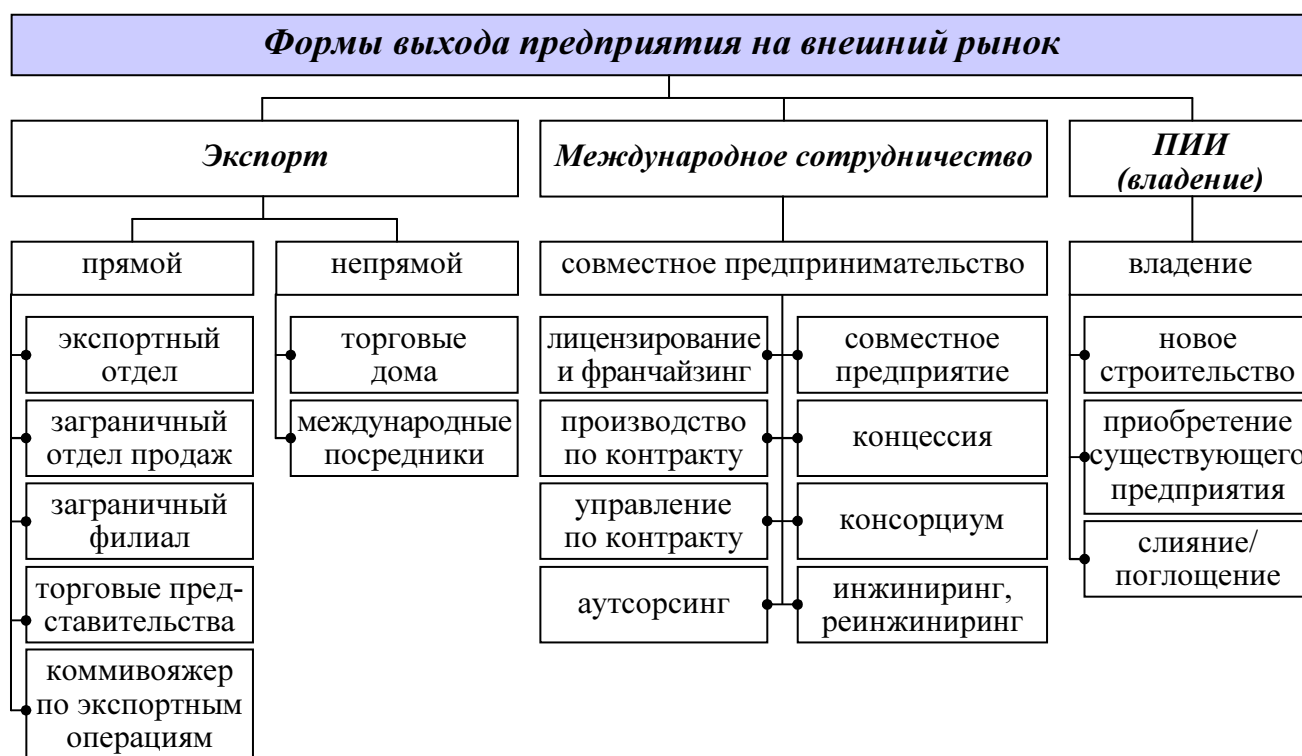 Формы выхода предприятия на внешний рынок
Экспорт
Международное сотрудничество
ПИИ
(владение)
прямой
непрямой
совместное предпринимательство
владение
экспортный
отдел
заграничный
отдел продаж
заграничный
филиал
торговые пред-
ставительства
коммивояжер
по экспортным
операциям
торговые
дома
международные
посредники
лицензирование
и франчайзинг
производство
по контракту
управление
по контракту
аутсорсинг
совместное
предприятие
концессия
консорциум
инжиниринг,
реинжиниринг
новое
строительство
приобретение
существующего
предприятия
слияние/
поглощение